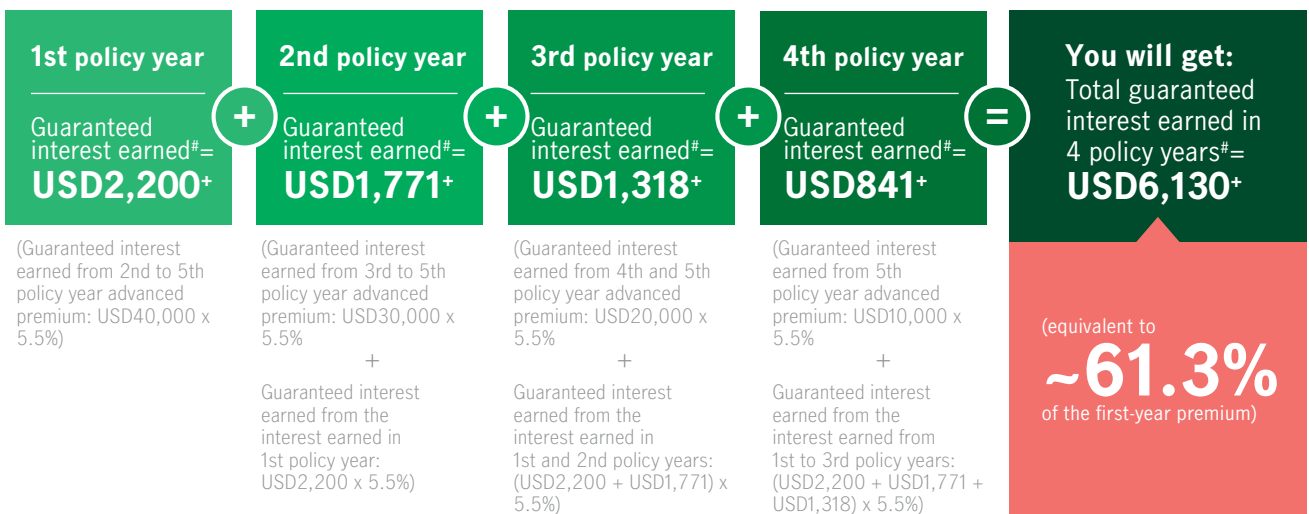 1st policy year
Guaranteed
interest earned#=
USD2,200+
(Guaranteed interest
earned from 2nd to 5th
policy year advanced
premium: USD40,000 x
5.5%)
+
2nd policy year
Guaranteed
interest earned#=
USD1,771+
(Guaranteed interest
earned from 3rd to 5th
policy year advanced
premium: USD30,000 x
5.5%
+
Guaranteed interest
earned from the
interest earned in
1st policy year:
USD2,200 x 5.5%)
+
3rd policy year
Guaranteed
interest earned#=
USD1,318+
(Guaranteed interest
earned from 4th and 5th
policy year advanced
premium: USD20,000 x
5.5%
+
Guaranteed interest
earned from the
interest earned in
1st and 2nd policy years:
(USD2,200 + USD1,771) x
5.5%)
+
4th policy year
Guaranteed
interest earned#=
USD841+
(Guaranteed interest
earned from 5th
policy year advanced
premium: USD10,000 x
5.5%
+
Guaranteed interest
earned from the
interest earned from
1st to 3rd policy years:
(USD2,200 + USD1,771 +
USD1,318) x 5.5%)
=
You will get:
Total guaranteed
interest earned in
4 policy years#=
USD6,130+
(equivalent to
~61.3%
of the first-year premium)